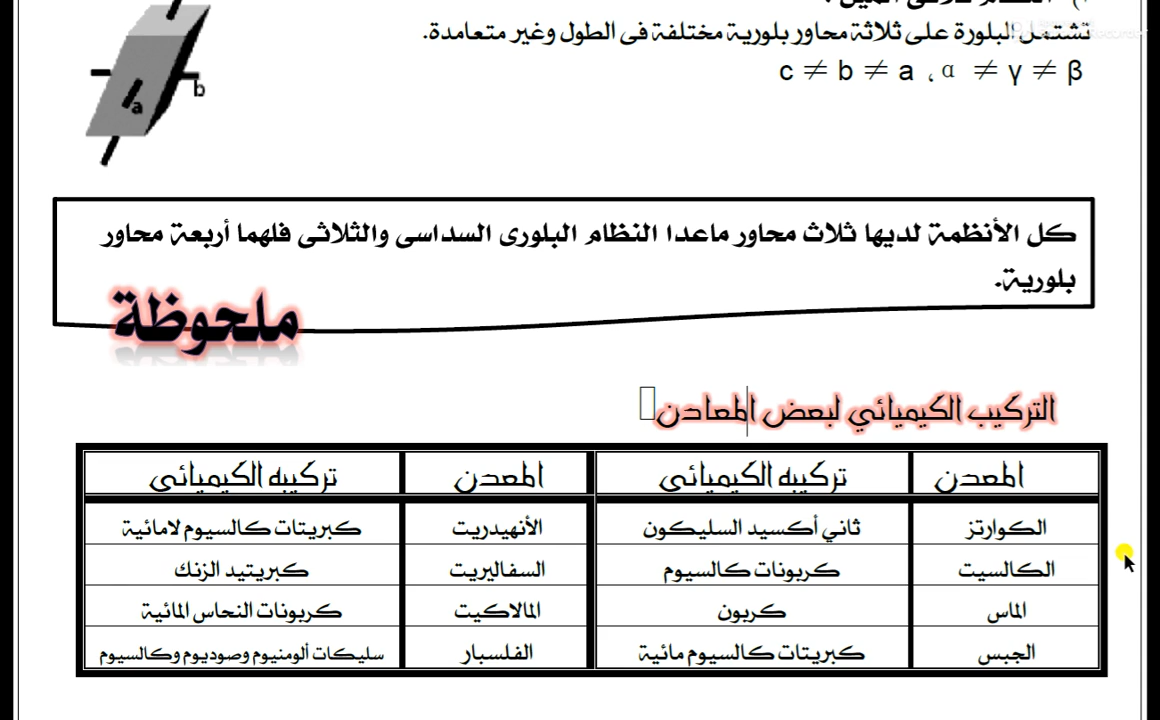 تشتمل البلورة على ثلاثة محاور بلورية مختلفة فى الطول وغير متعامدة.
c ≠ b ≠ a ، α ≠ γ ≠ β
b
a
كل الأنظمة لديها ثلاث محاور ماعدا النظام البلورى السداسى والثلاثى فلهما أربعة محاور
بلورية.
ملحوظة
التركيب الكيميائي لبعض المعادن
المعدن تركيبه الكيميائى المعدن تركيبه الكيميائى
الكوارتز ثاني أكسيد السليكون الأنهيدريت كبريتات كالسيوم لامائية
الكالسيت كربونات كالسيوم السفاليريت كبريتيد الزنك
الماس كربون المالاكيت كربونات النحاس المائية
الجبس كبريتات كالسيوم مائية الفلسبار سليكات ألومنيوم وصوديوم وكالسيوم